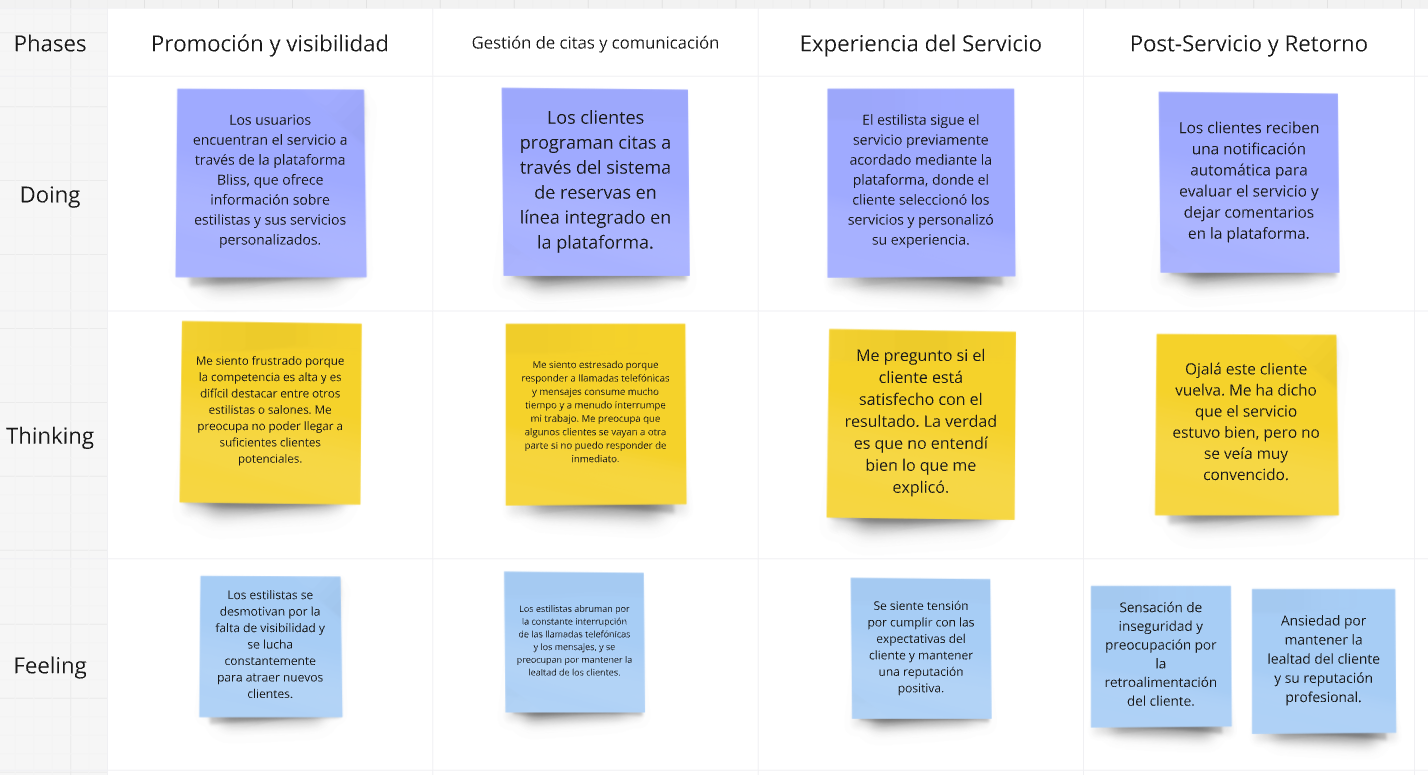 Phases
Promoción y visibilidad
Gestión de citas y comunicación
Experiencia del Servicio
Post-Servicio y Retorno
Doing
Los usuarios
encuentran el servicio a
través de la plataforma
Bliss, que ofrece
información sobre
estilistas y sus servicios
personalizados.
Los clientes
programan citas a
través del sistema
de reservas en
línea integrado en
la plataforma.
El estilista sigue el
servicio previamente
acordado mediante la
plataforma, donde el
cliente seleccionó los
servicios y personalizó
su experiencia.
Los clientes reciben
una notificación
automática para
evaluar el servicio y
dejar comentarios
en la plataforma.
Thinking
Me siento frustrado porque
la competencia es alta y es
difícil destacar entre otros
estilistas o salones. Me
preocupa no poder llegar a
suficientes clientes
potenciales.
Me siento estresado porque
responder a llamadas telefónicas
y mensajes consume mucho
tiempo y a menudo interrumpe
mi trabajo. Me preocupa que
algunos clientes se vayan a otra
parte si no puedo responder de
inmediato.
Me pregunto si el
cliente está
satisfecho con el
resultado. La verdad
es que no entendí
bien lo que me
explicó.
Ojalá este cliente
vuelva. Me ha dicho
que el servicio
estuvo bien, pero no
se veía muy
convencido.
Feeling
Los estilistas se
desmotivan por la
falta de visibilidad y
se lucha
constantemente
para atraer nuevos
clientes.
Los estilistas abruman por
la constante interrupción
de las llamadas telefónicas
y los mensajes, y se
preocupan por mantener la
lealtad de los clientes.
Se siente tensión
por cumplir con las
expectativas del
cliente y mantener
una reputación
positiva.
Sensación de
inseguridad y
preocupación por
la
retroalimentación
del cliente.
Ansiedad por
mantener la
lealtad del cliente
y su reputación
profesional.